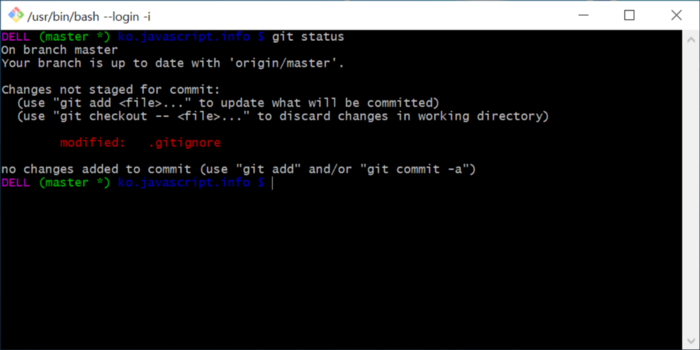 /usr/bin/bash --login -i
DELL (master *) ko.javascript.info $ git status
On branch master
Your branch is up to date with 'origin/master'.
Changes not staged for commit:
(use "git add <file>..." to update what will be committed)
(use "git checkout -- <file>..." to discard changes in working directory)
modified: .gitignore
no changes added to commit (use "git add" and/or "git commit -a")
DELL (master *) ko.javascript.info $